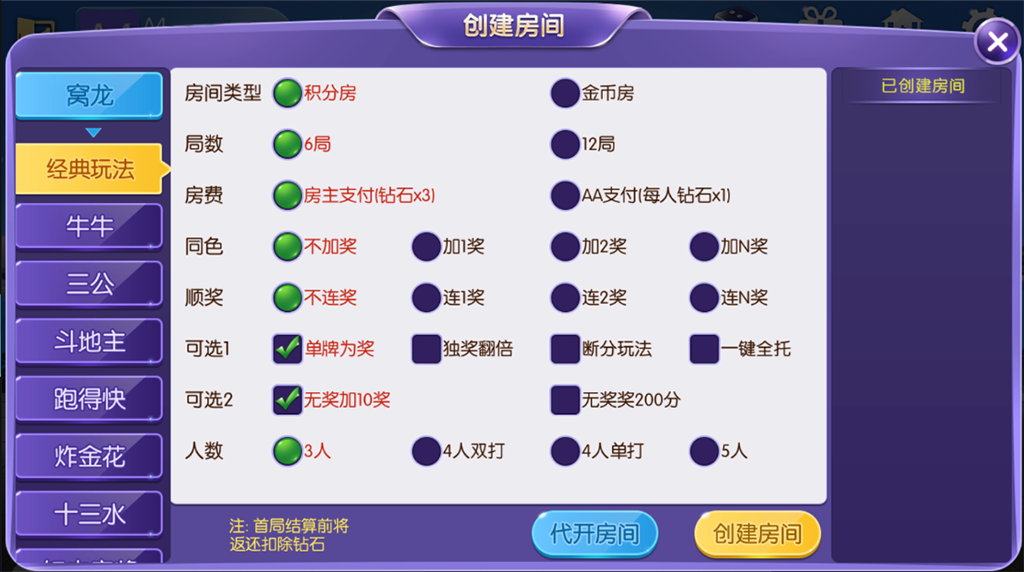 创建房间
窝龙
经典玩法
牛牛
三公
斗地主
跑得快
炸金花
十三水
房间类型 积分房 金币房
局数 6局 12局
房费 房主支付(钻石x3) AA支付(每人钻石x1)
同色 不加奖 加1奖 加2奖 加N奖
顺奖 不连奖 连1奖 连2奖 连N奖
可选1 单牌为奖 独奖翻倍 断分玩法 一键全托
可选2 无奖加10奖 无奖奖200分
人数 3人 4人双打 4人单打 5人
注: 首局结算前将
返还扣除钻石
代开房间
创建房间
已创建房间